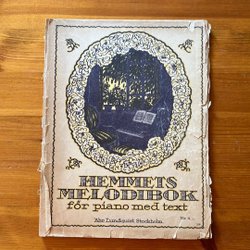 HEMMETS
MELODIBOK
för piano med text
Abr. Lundquist Stockholm.